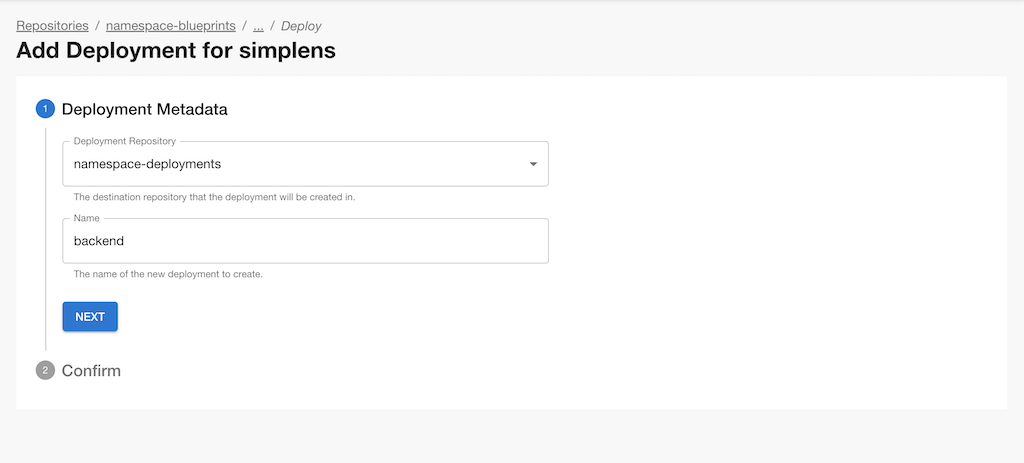 Repositories / namespace-blueprints / ... / Deploy
Add Deployment for simplens
1 Deployment Metadata
Deployment Repository
namespace-deployments
The destination repository that the deployment will be created in.
Name
backend
The name of the new deployment to create.
NEXT
2 Confirm